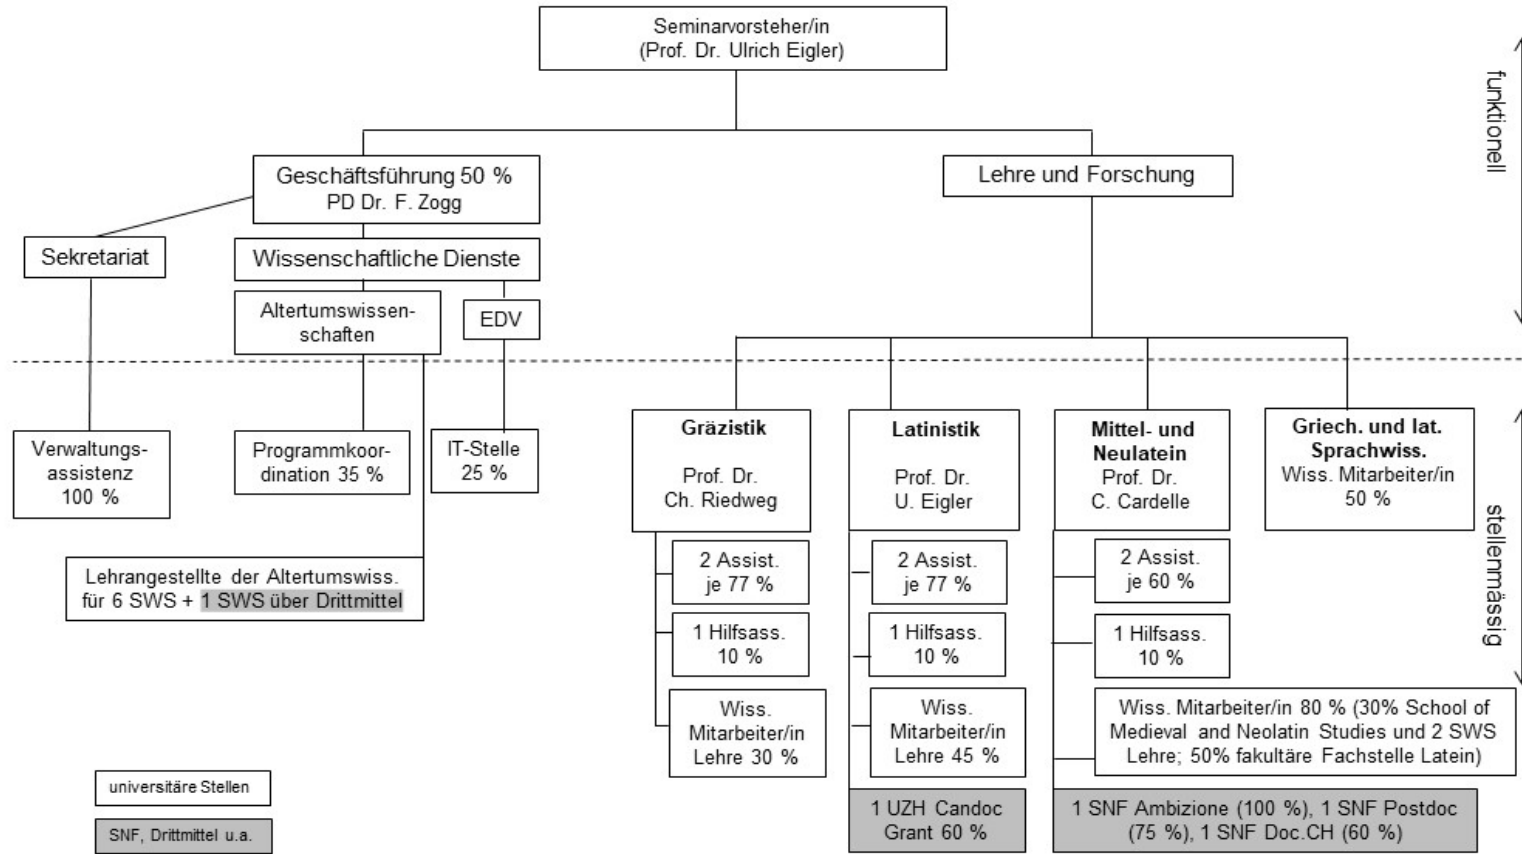 Seminarvorsteher/in
(Prof. Dr. Ulrich Eigler)
funktionell
Geschäftsführung 50 %
PD Dr. F. Zogg
Lehre und Forschung
Sekretariat
Wissenschaftliche Dienste
Altertumswissen-
schaften
EDV
Verwaltungs-
assistenz
100 %
Programmkoor-
dination 35 %
IT-Stelle
25 %
Lehrangestellte der Altertumswiss.
für 6 SWS + 1 SWS über Drittmittel
Gräzistik
Prof. Dr.
Ch. Riedweg
2 Assist.
je 77 %
1 Hilfsass.
10 %
Wiss.
Mitarbeiter/in
Lehre 30 %
Latinistik
Prof. Dr.
U. Eigler
2 Assist.
je 77 %
1 Hilfsass.
10 %
Wiss.
Mitarbeiter/in
Lehre 45 %
1 UZH Candoc
Grant 60 %
Mittel- und
Neulatein
Prof. Dr.
C. Cardelle
2 Assist.
je 60 %
1 Hilfsass.
10 %
Wiss. Mitarbeiter/in 80 % (30% School of
Medieval and Neolatin Studies und 2 SWS
Lehre; 50% fakultäre Fachstelle Latein)
1 SNF Ambizione (100 %), 1 SNF Postdoc
(75 %), 1 SNF Doc.CH (60 %)
Griech. und lat.
Sprachwiss.
Wiss. Mitarbeiter/in
50 %
stellenmässig
universitäre Stellen
SNF, Drittmittel u.a.